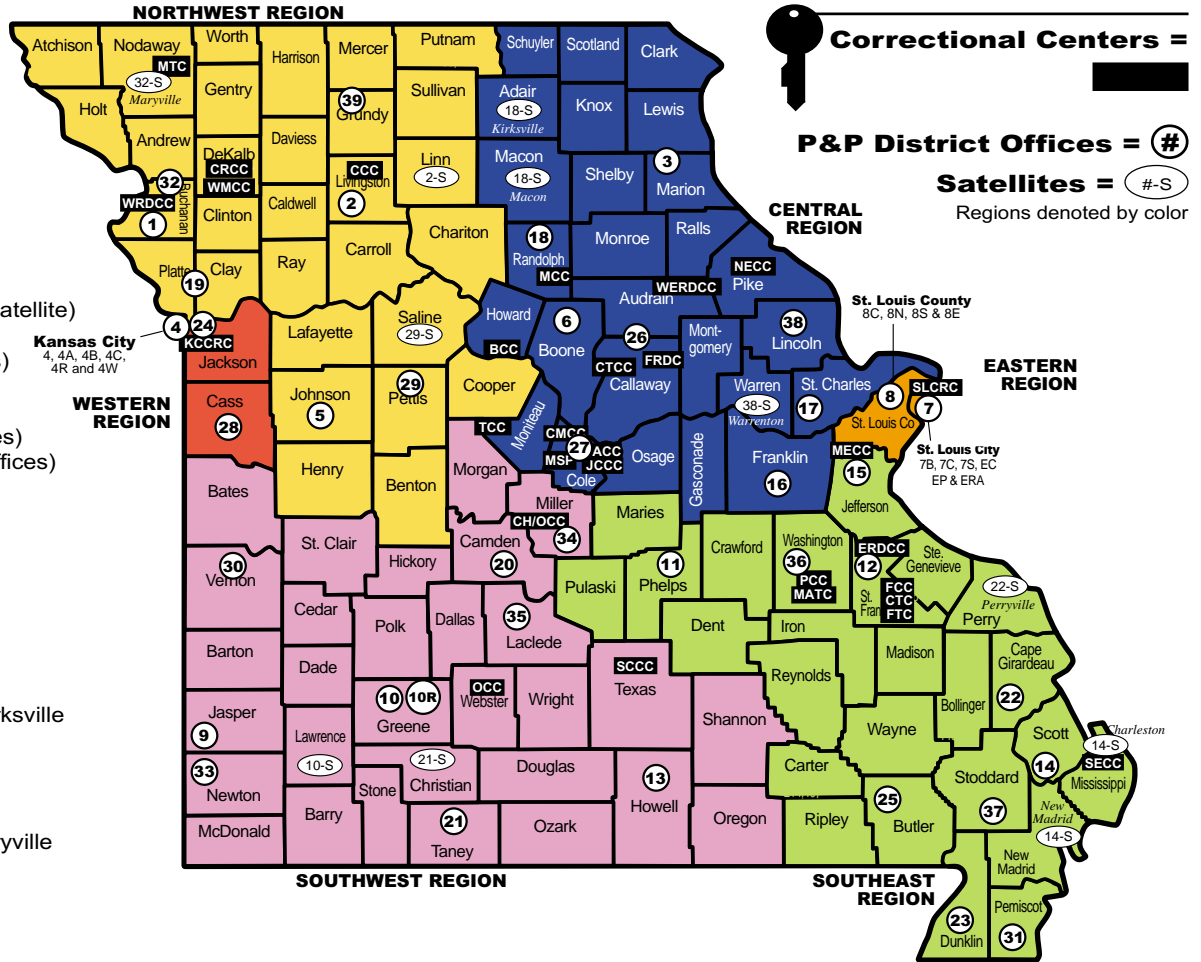 NORTHWEST REGION
Correctional Centers =
P&P District Offices = #
Satellites = #-S
Regions denoted by color
Atchison
Nodaway
MTC
32-S
Maryville
Worth
Harrison
Mercer
Putnam
Schuyler
Scotland
Clark
Holt
Gentry
39
Grundy
Sullivan
Adair
18-S
Kirksville
Knox
Lewis
Andrew
DeKalb
CRCC
WMCC
Daviess
CCC
Livingston
2
Linn
2-S
Macon
18-S
Macon
Shelby
3
Marion
32
WRDCC
1
Buchanan
Clinton
Caldwell
Carroll
Chariton
18
Randolph
MCC
Monroe
Ralls
CENTRAL
REGION
Platte
19
Clay
Ray
NECC
Pike
WERDCC
Audrain
atellite)
Kansas City
4, 4A, 4B, 4C,
4R and 4W
4
24
KCCRC
Jackson
Lafayette
Saline
29-S
Howard
BCC
6
Boone
26
CTCC
FRDC
Callaway
Mont-
gomery
38
Lincoln
St. Louis County
8C, 8N, 8S & 8E
s)
WESTERN
REGION
Cass
28
Johnson
5
29
Pettis
Cooper
TCC
Moniteau
Warren
38-S
Warrenton
St. Charles
17
8
St. Louis Co
SLCRC
7
EASTERN
REGION
St. Louis City
7B, 7C, 7S, EC
EP & ERA
es)
ffices)
Henry
Benton
Morgan
CMCC
27
MSP
ACC
JCCC
Cole
Osage
Gasconade
Franklin
16
MECC
15
Jefferson
Bates
St. Clair
Hickory
Camden
20
Miller
CH/OCC
34
Maries
Pulaski
11
Phelps
Crawford
Washington
36
PCC
MATC
ERDCC
12
St.
Fran
FCC
CTC
FTC
Ste.
Genevieve
22-S
Perryville
Perry
30
Vernon
Cedar
Polk
Dallas
35
Laclede
Dent
Iron
Madison
Cape
Girardeau
22
Barton
Dade
10
10R
Greene
OCC
Webster
Wright
SCCC
Texas
Shannon
Reynolds
Wayne
Bollinger
Scott
14
Charleston
14-S
SECC
Mississippi
rksville
Jasper
9
Lawrence
10-S
21-S
Christian
Douglas
13
Howell
Carter
Stoddard
37
New
Madrid
14-S
33
Newton
Stone
Barry
21
Taney
Ozark
Oregon
Ripley
25
Butler
New
Madrid
McDonald
ryville
SOUTHWEST REGION
SOUTHEAST
REGION
23
Dunklin
Pemiscot
31